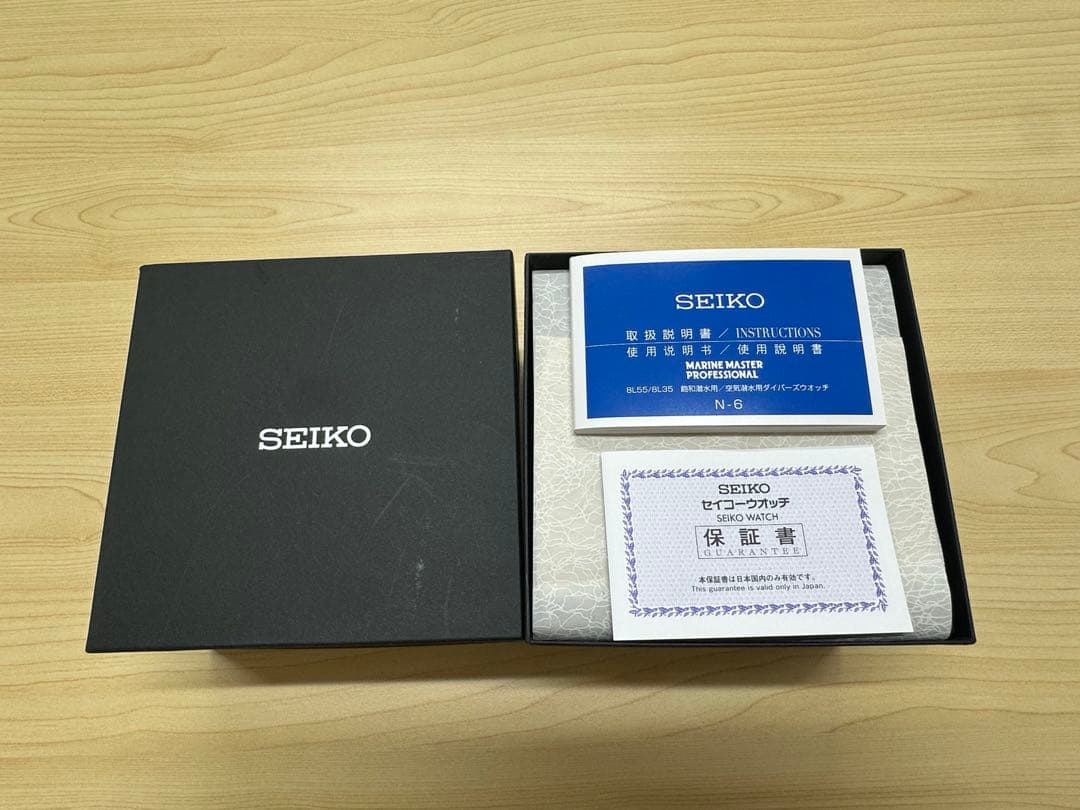 SEIKO
SEIKO
取扱説明書／INSTRUCTIONS
使用说明书／使用說明書
MARINE MASTER
PROFESSIONAL
8L55/8L35 飽和潜水用／空気潜水用ダイバーズウオッチ
N-6
SEIKO
セイコーウオッチ
SEIKO WATCH
保証書
GUARANTEE
本保証書は日本国内のみ有効です。
This guarantee is valid only in Japan.